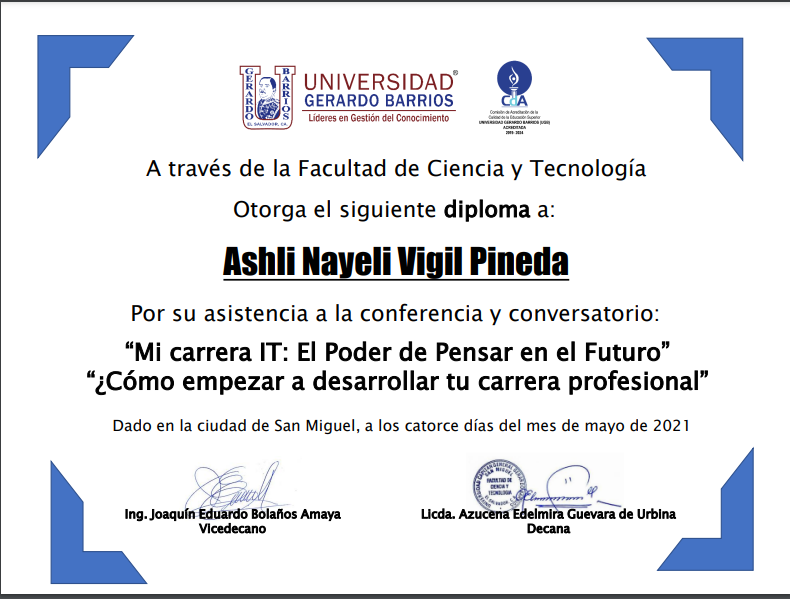 GERARDO BARRIOS
EL SALVADOR, C.A.
UNIVERSIDAD®
GERARDO BARRIOS
Líderes en Gestión del Conocimiento
CdA
Comisión de Acreditación de la
Calidad de la Educación Superior
UNIVERSIDAD GERARDO BARRIOS (UGB)
ACREDITADA
2019 - 2024
A través de la Facultad de Ciencia y Tecnología
Otorga el siguiente diploma a:
Ashli Nayeli Vigil Pineda
Por su asistencia a la conferencia y conversatorio:
“Mi carrera IT: El Poder de Pensar en el Futuro”
“¿Cómo empezar a desarrollar tu carrera profesional”
Dado en la ciudad de San Miguel, a los catorce días del mes de mayo de 2021
FACULTAD DE
CIENCIA Y
TECNOLOGIA
Ing. Joaquín Eduardo Bolaños Amaya
Vicedecano
Licda. Azucena Edelmira Guevara de Urbina
Decana